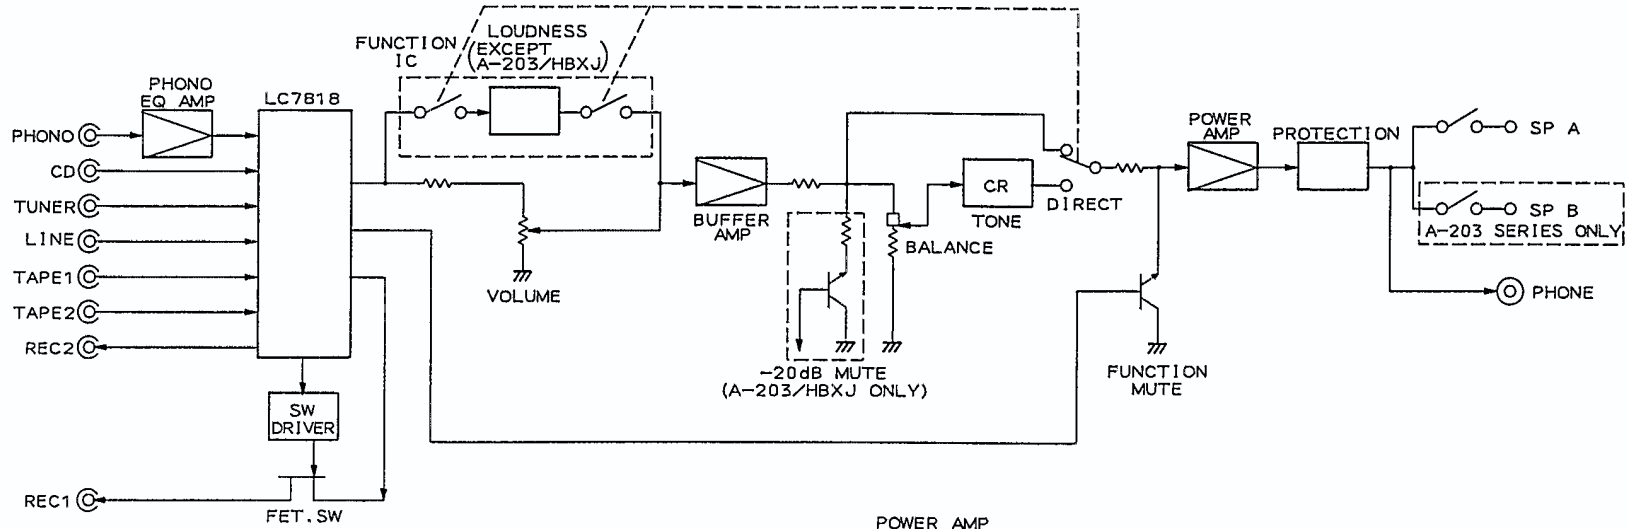 LOUDNESS
FUNCTION
IC
(EXCEPT
A-203/HBXJ)
PHONO
EQ AMP
LC7818
PHONO
CD
TUNER
LINE
TAPE1
TAPE2
REC2
REC1
SW
DRIVER
FET.SW
VOLUME
BUFFER
AMP
-20dB MUTE
(A-203/HBXJ ONLY)
BALANCE
CR
TONE
DIRECT
FUNCTION
MUTE
POWER
AMP
PROTECTION
SP A
SP B
A-203 SERIES ONLY
PHONE
POWER AMP